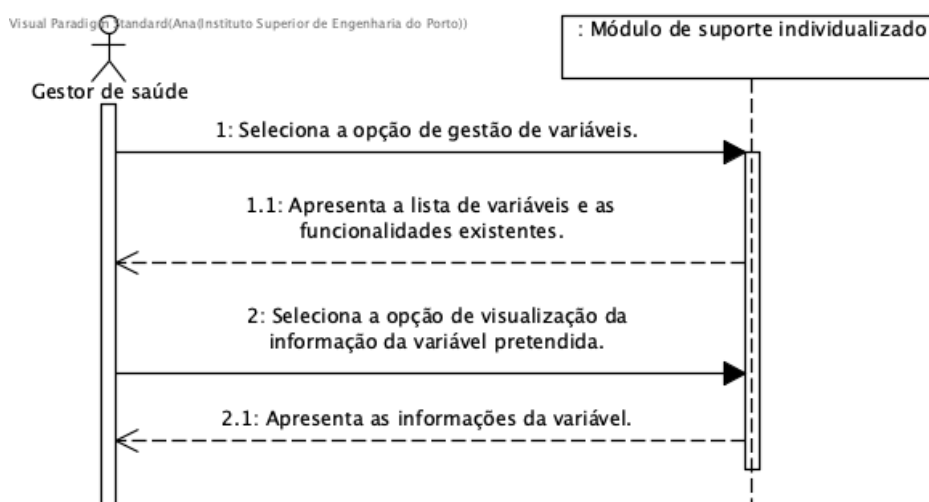 Visual Paradigm Standard(Ana(Instituto Superior de Engenharia do Porto))
: Módulo de suporte individualizado
Gestor de saúde
1: Seleciona a opção de gestão de variáveis.
1.1: Apresenta a lista de variáveis e as
funcionalidades existentes.
2: Seleciona a opção de visualização da
informação da variável pretendida.
2.1: Apresenta as informações da variável.